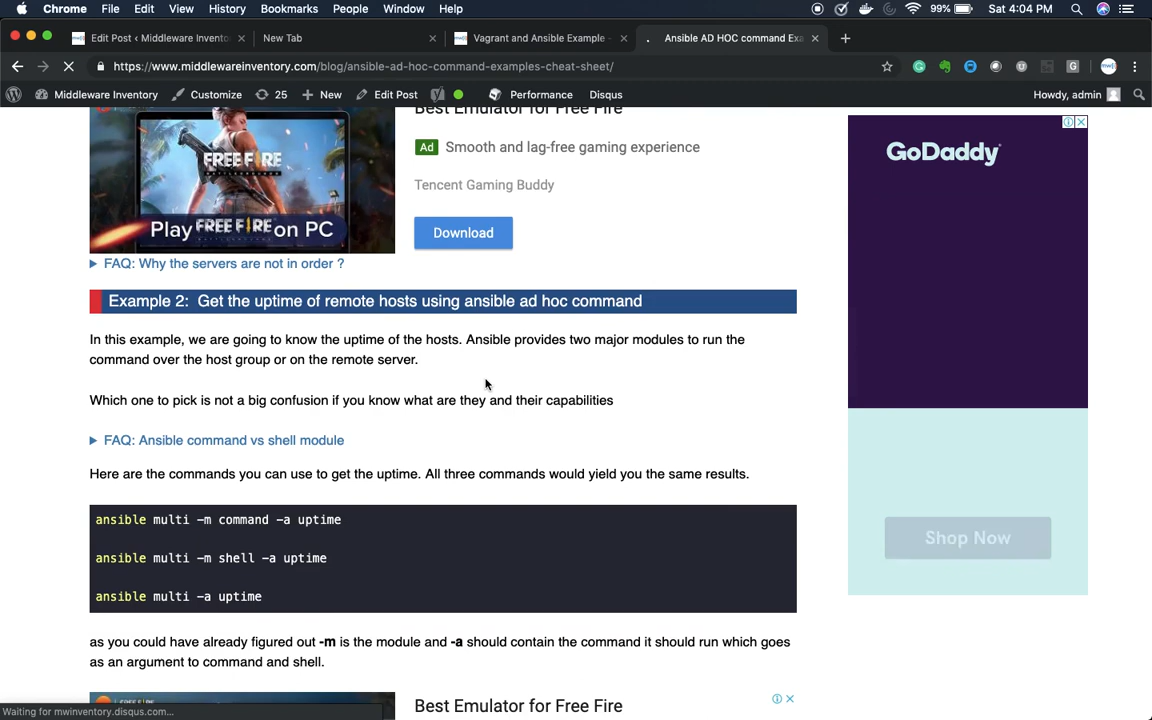 Chrome File Edit View History Bookmarks People Window Help 99% Sat 4:04 PM
Edit Post ‹ Middleware Invento
New Tab
Vagrant and Ansible Example -
Ansible AD HOC command Exa
https://www.middlewareinventory.com/blog/ansible-ad-hoc-command-examples-cheat-sheet/
Middleware Inventory Customize 25 New Edit Post Performance Disqus Howdy, admin
Best Emulator for Free Fire
Ad Smooth and lag-free gaming experience
Tencent Gaming Buddy
Download
FREE FIRE
Play FREE FIRE on PC
GoDaddy
Shop Now
FAQ: Why the servers are not in order ?
Example 2: Get the uptime of remote hosts using ansible ad hoc command
In this example, we are going to know the uptime of the hosts. Ansible provides two major modules to run the
command over the host group or on the remote server.
Which one to pick is not a big confusion if you know what are they and their capabilities
FAQ: Ansible command vs shell module
Here are the commands you can use to get the uptime. All three commands would yield you the same results.
ansible multi -m command -a uptime
ansible multi -m shell -a uptime
ansible multi -a uptime
as you could have already figured out -m is the module and -a should contain the command it should run which goes
as an argument to command and shell.
Best Emulator for Free Fire
Waiting for mwinventory.disqus.com...